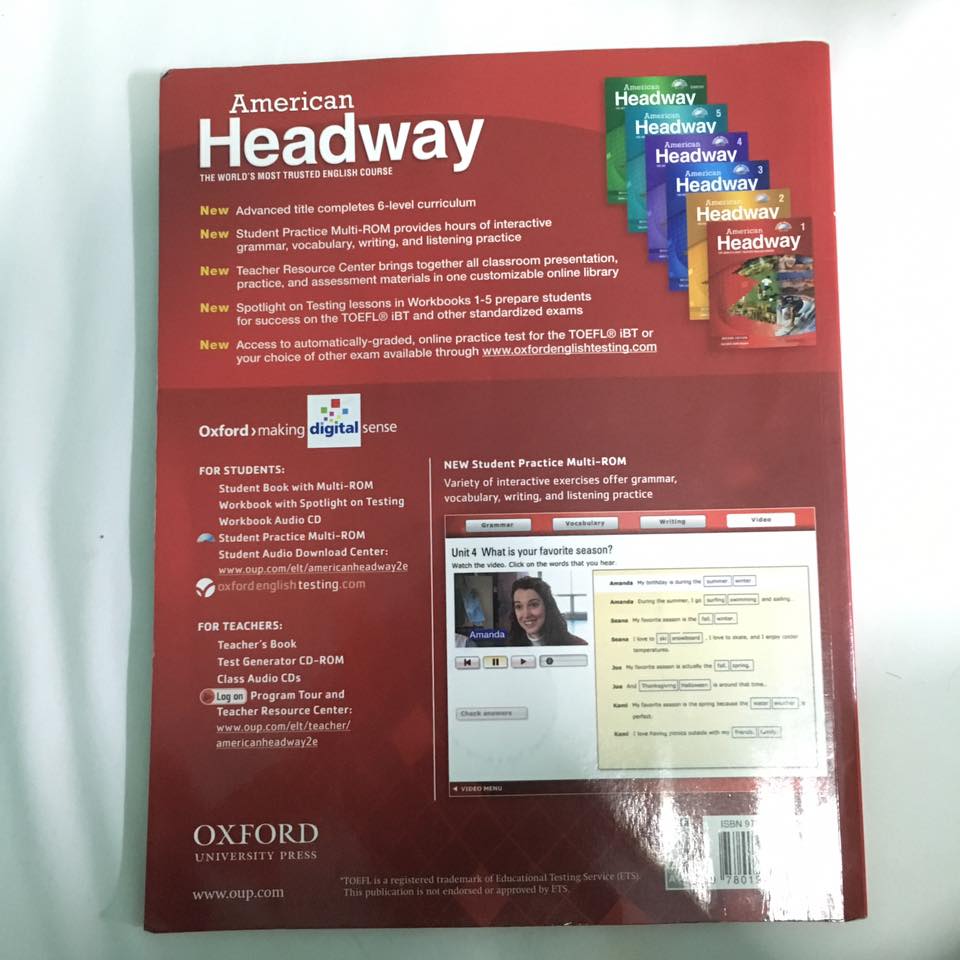 American
Headway
THE WORLD'S MOST TRUSTED ENGLISH COURSE
New Advanced title completes 6-level curriculum
New Student Practice Multi-ROM provides hours of interactive
grammar, vocabulary, writing, and listening practice
New Teacher Resource Center brings together all classroom presentation,
practice, and assessment materials in one customizable online library
New Spotlight on Testing lessons in Workbooks 1-5 prepare students
for success on the TOEFL® iBT and other standardized exams
New Access to automatically-graded, online practice test for the TOEFL® iBT or
your choice of other exam available through www.oxfordenglishtesting.com
American
Headway
5
American
Headway
4
American
Headway
3
American
Headway
2
American
Headway
1
American
Headway
Oxford › making digital sense
FOR STUDENTS:
Student Book with Multi-ROM
Workbook with Spotlight on Testing
Workbook Audio CD
Student Practice Multi-ROM
Student Audio Download Center:
www.oup.com/elt/americanheadway2e
oxfordenglishtesting.com
FOR TEACHERS:
Teacher's Book
Test Generator CD-ROM
Class Audio CDs
Log on Program Tour and
Teacher Resource Center:
www.oup.com/elt/teacher/
americanheadway2e
NEW Student Practice Multi-ROM
Variety of interactive exercises offer grammar,
vocabulary, writing, and listening practice
Grammar Vocabulary Writing Video
Unit 4 What is your favorite season?
Watch the video. Click on the words that you hear.
Amanda
Check answers
Amanda My birthday is during the summer winter
Amanda During the summer, I go surfing swimming and sailing.
Seana My favorite season is the fall. winter.
Seana I love to ski snowboard, I love to skate, and I enjoy cooler
temperatures.
Joe My favorite season is actually the fall. spring.
Joe And Thanksgiving Halloween is around that time...
Kami My favorite season is the spring because the water weather is
perfect.
Kami I love having picnics outside with my friends. family.
VIDEO MENU
OXFORD
UNIVERSITY PRESS
www.oup.com
*TOEFL is a registered trademark of Educational Testing Service (ETS).
This publication is not endorsed or approved by ETS.
ISBN 97
9 78019